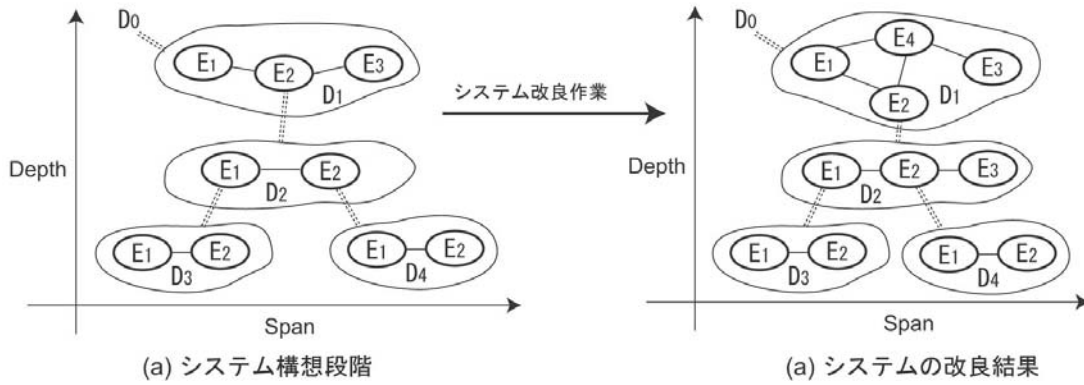 D0
E1 E2 E3
D1
Depth
E1 E2
D2
E1 E2
D3
E1 E2
D4
Span
(a) システム構想段階
システム改良作業
D0
E1 E4 E3
E2
D1
Depth
E1 E2 E3
D2
E1 E2
D3
E1 E2
D4
Span
(a) システムの改良結果